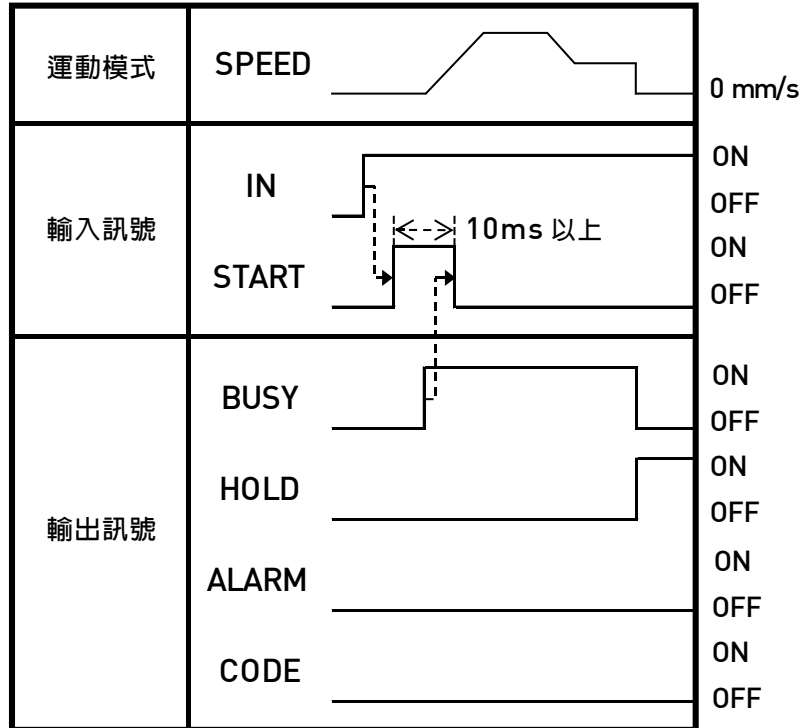 運動模式
SPEED
0 mm/s
輸入訊號
IN
ON
OFF
10ms 以上
START
ON
OFF
輸出訊號
BUSY
ON
OFF
HOLD
ON
OFF
ALARM
ON
OFF
CODE
ON
OFF